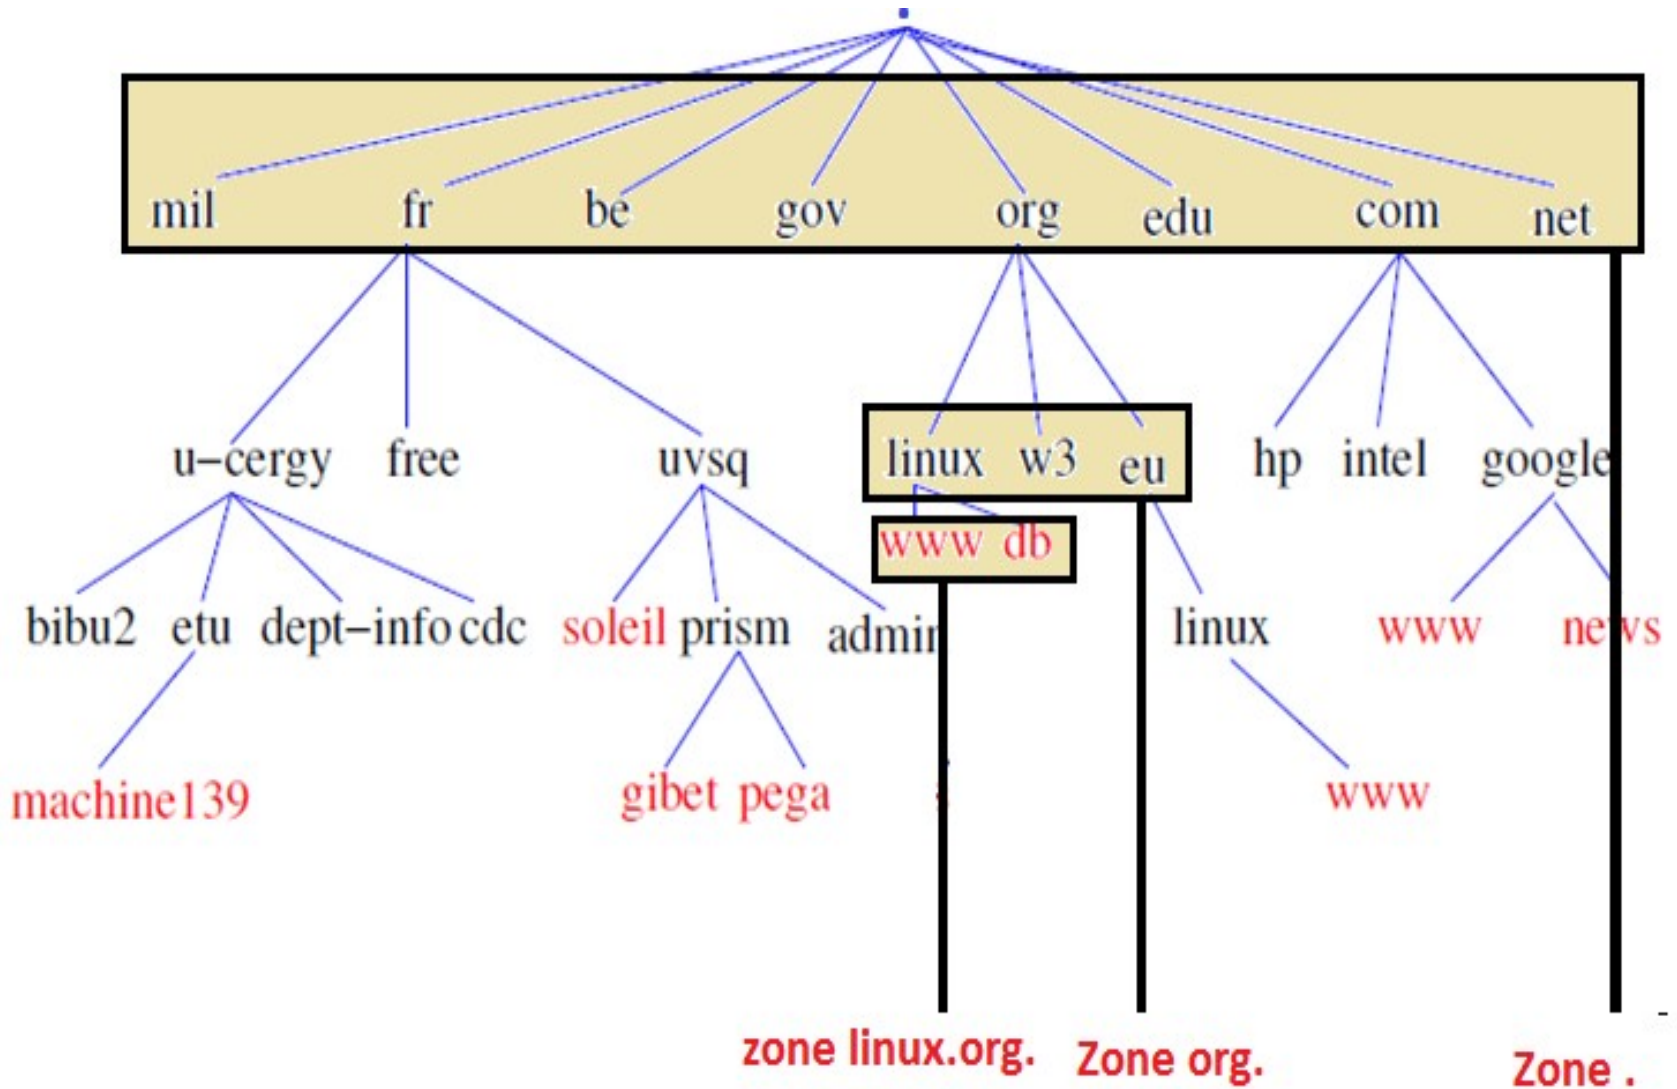 .
mil fr be gov org edu com net
u-cergy free uvsq linux w3 eu hp intel google
www db
bibu2 etu dept-info cdc soleil prism admin linux www news
machine139 gibet pega www
zone linux.org. Zone org. Zone .